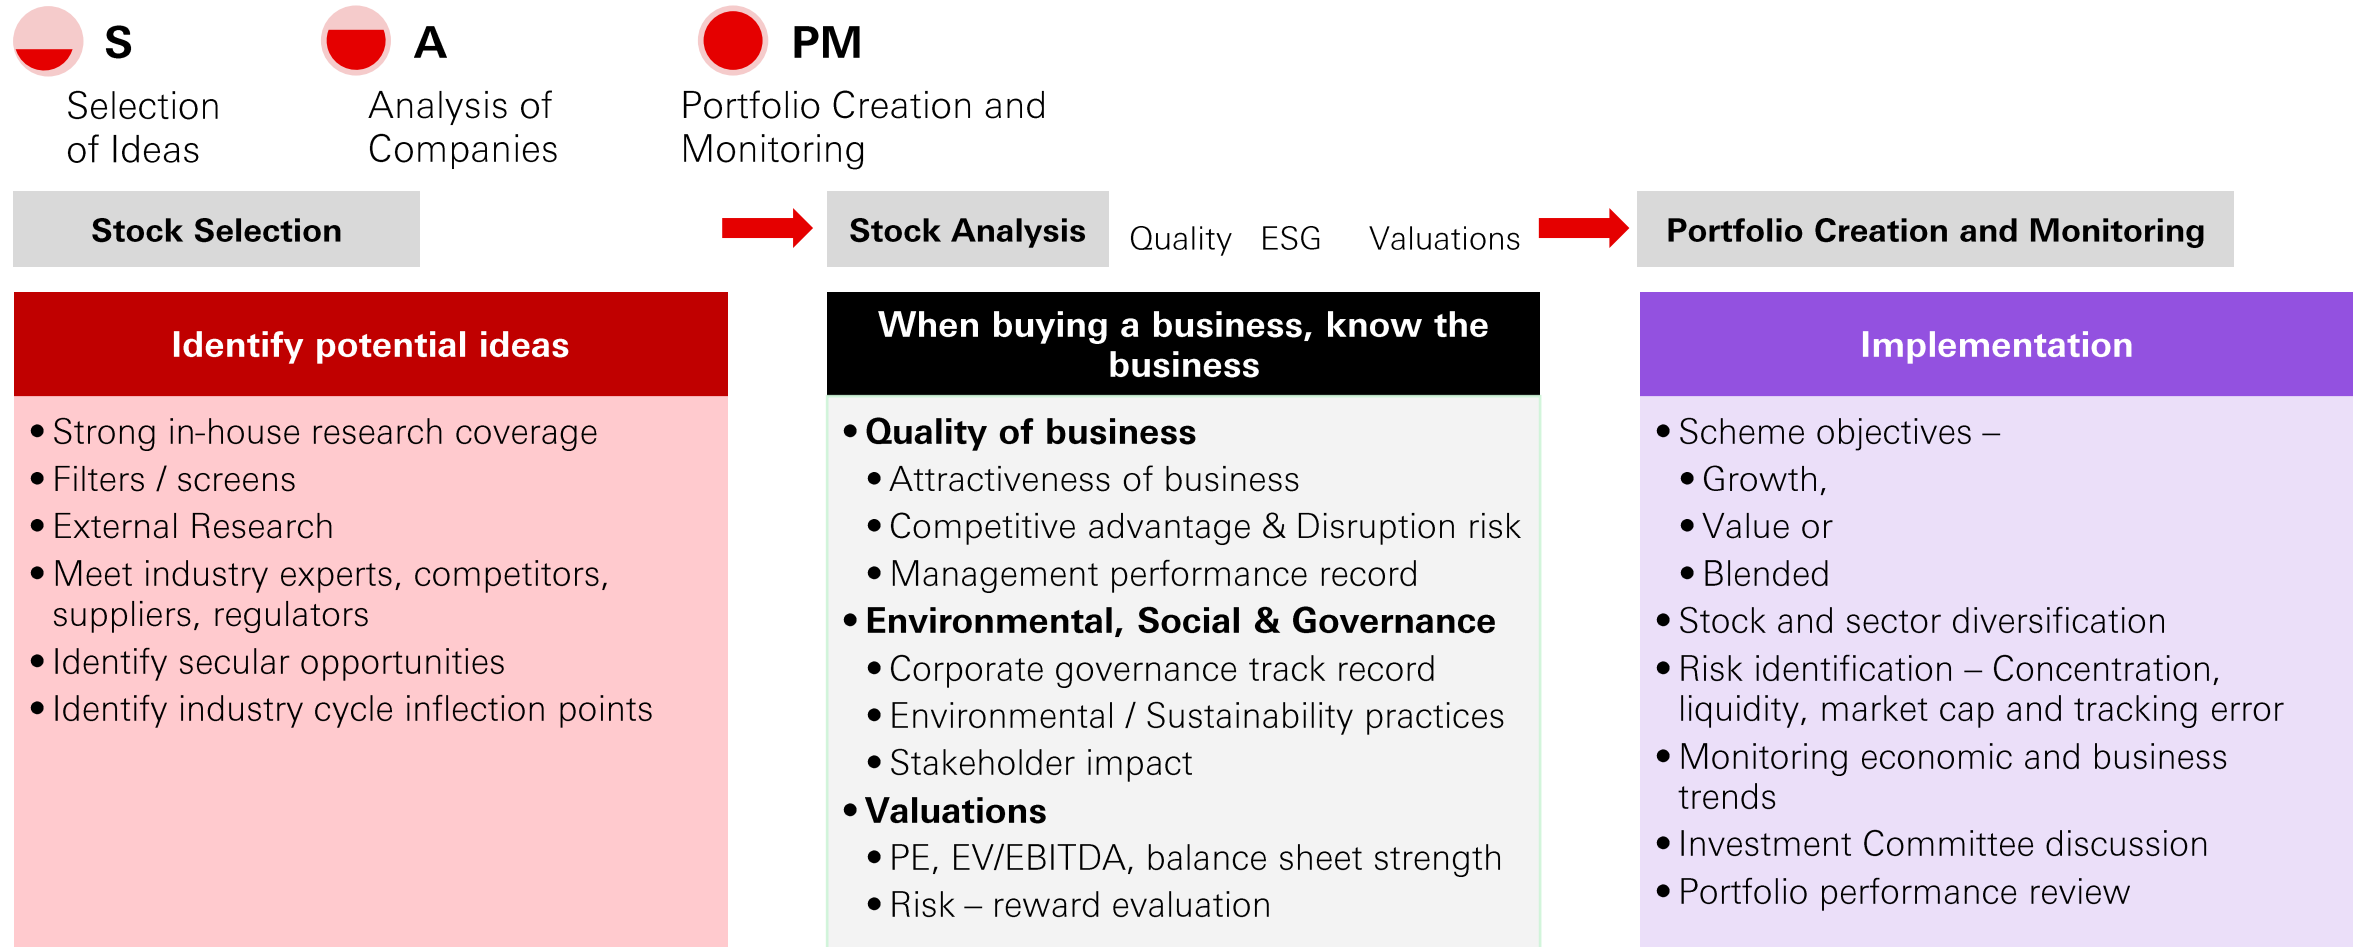 S
Selection
of Ideas
A
Analysis of
Companies
PM
Portfolio Creation and
Monitoring
Stock Selection
Stock Analysis
Quality
ESG
Valuations
Portfolio Creation and Monitoring
Identify potential ideas
• Strong in-house research coverage
• Filters / screens
• External Research
• Meet industry experts, competitors,
suppliers, regulators
• Identify secular opportunities
• Identify industry cycle inflection points
When buying a business, know the
business
• Quality of business
• Attractiveness of business
• Competitive advantage & Disruption risk
• Management performance record
• Environmental, Social & Governance
• Corporate governance track record
• Environmental / Sustainability practices
• Stakeholder impact
• Valuations
• PE, EV/EBITDA, balance sheet strength
• Risk – reward evaluation
Implementation
• Scheme objectives –
• Growth,
• Value or
• Blended
• Stock and sector diversification
• Risk identification – Concentration,
liquidity, market cap and tracking error
• Monitoring economic and business
trends
• Investment Committee discussion
• Portfolio performance review